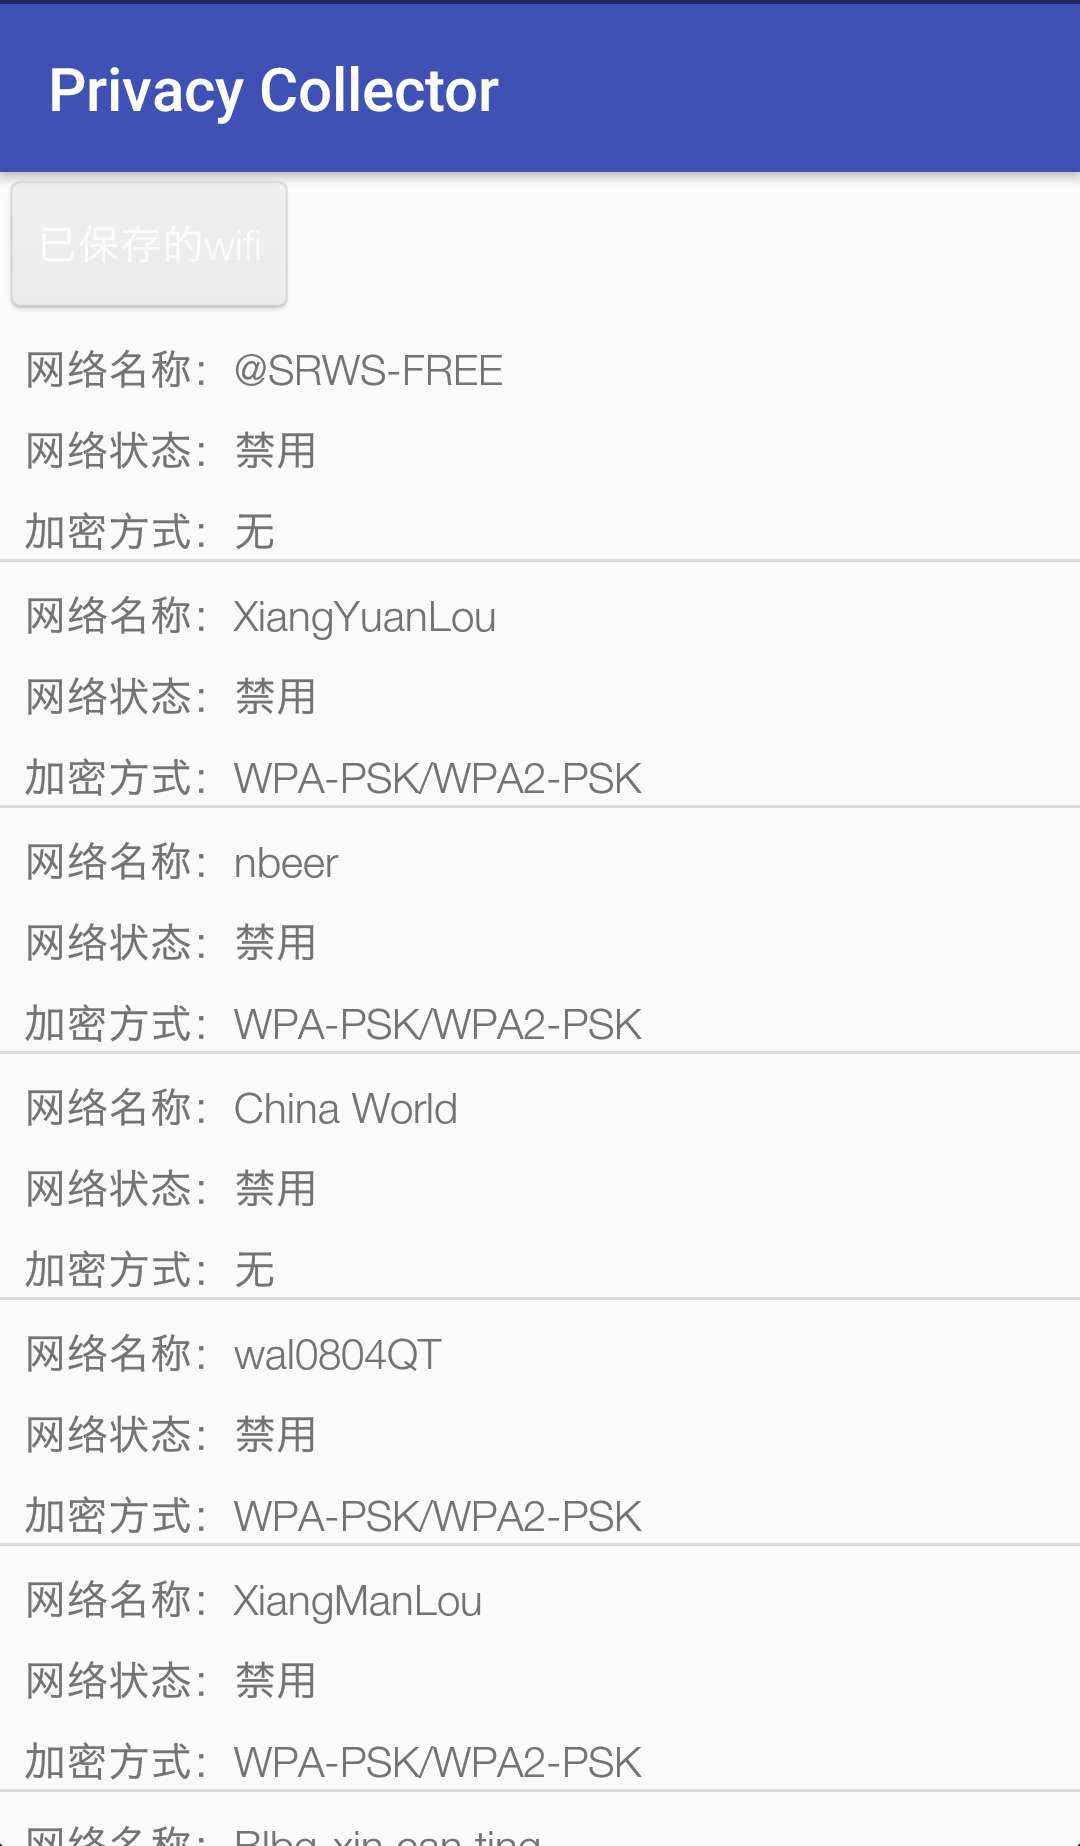 Privacy Collector
已保存的wifi
网络名称：@SRWS-FREE
网络状态：禁用
加密方式：无
网络名称：XiangYuanLou
网络状态：禁用
加密方式：WPA-PSK/WPA2-PSK
网络名称：nbeer
网络状态：禁用
加密方式：WPA-PSK/WPA2-PSK
网络名称：China World
网络状态：禁用
加密方式：无
网络名称：wal0804QT
网络状态：禁用
加密方式：WPA-PSK/WPA2-PSK
网络名称：XiangManLou
网络状态：禁用
加密方式：WPA-PSK/WPA2-PSK
网络名称：